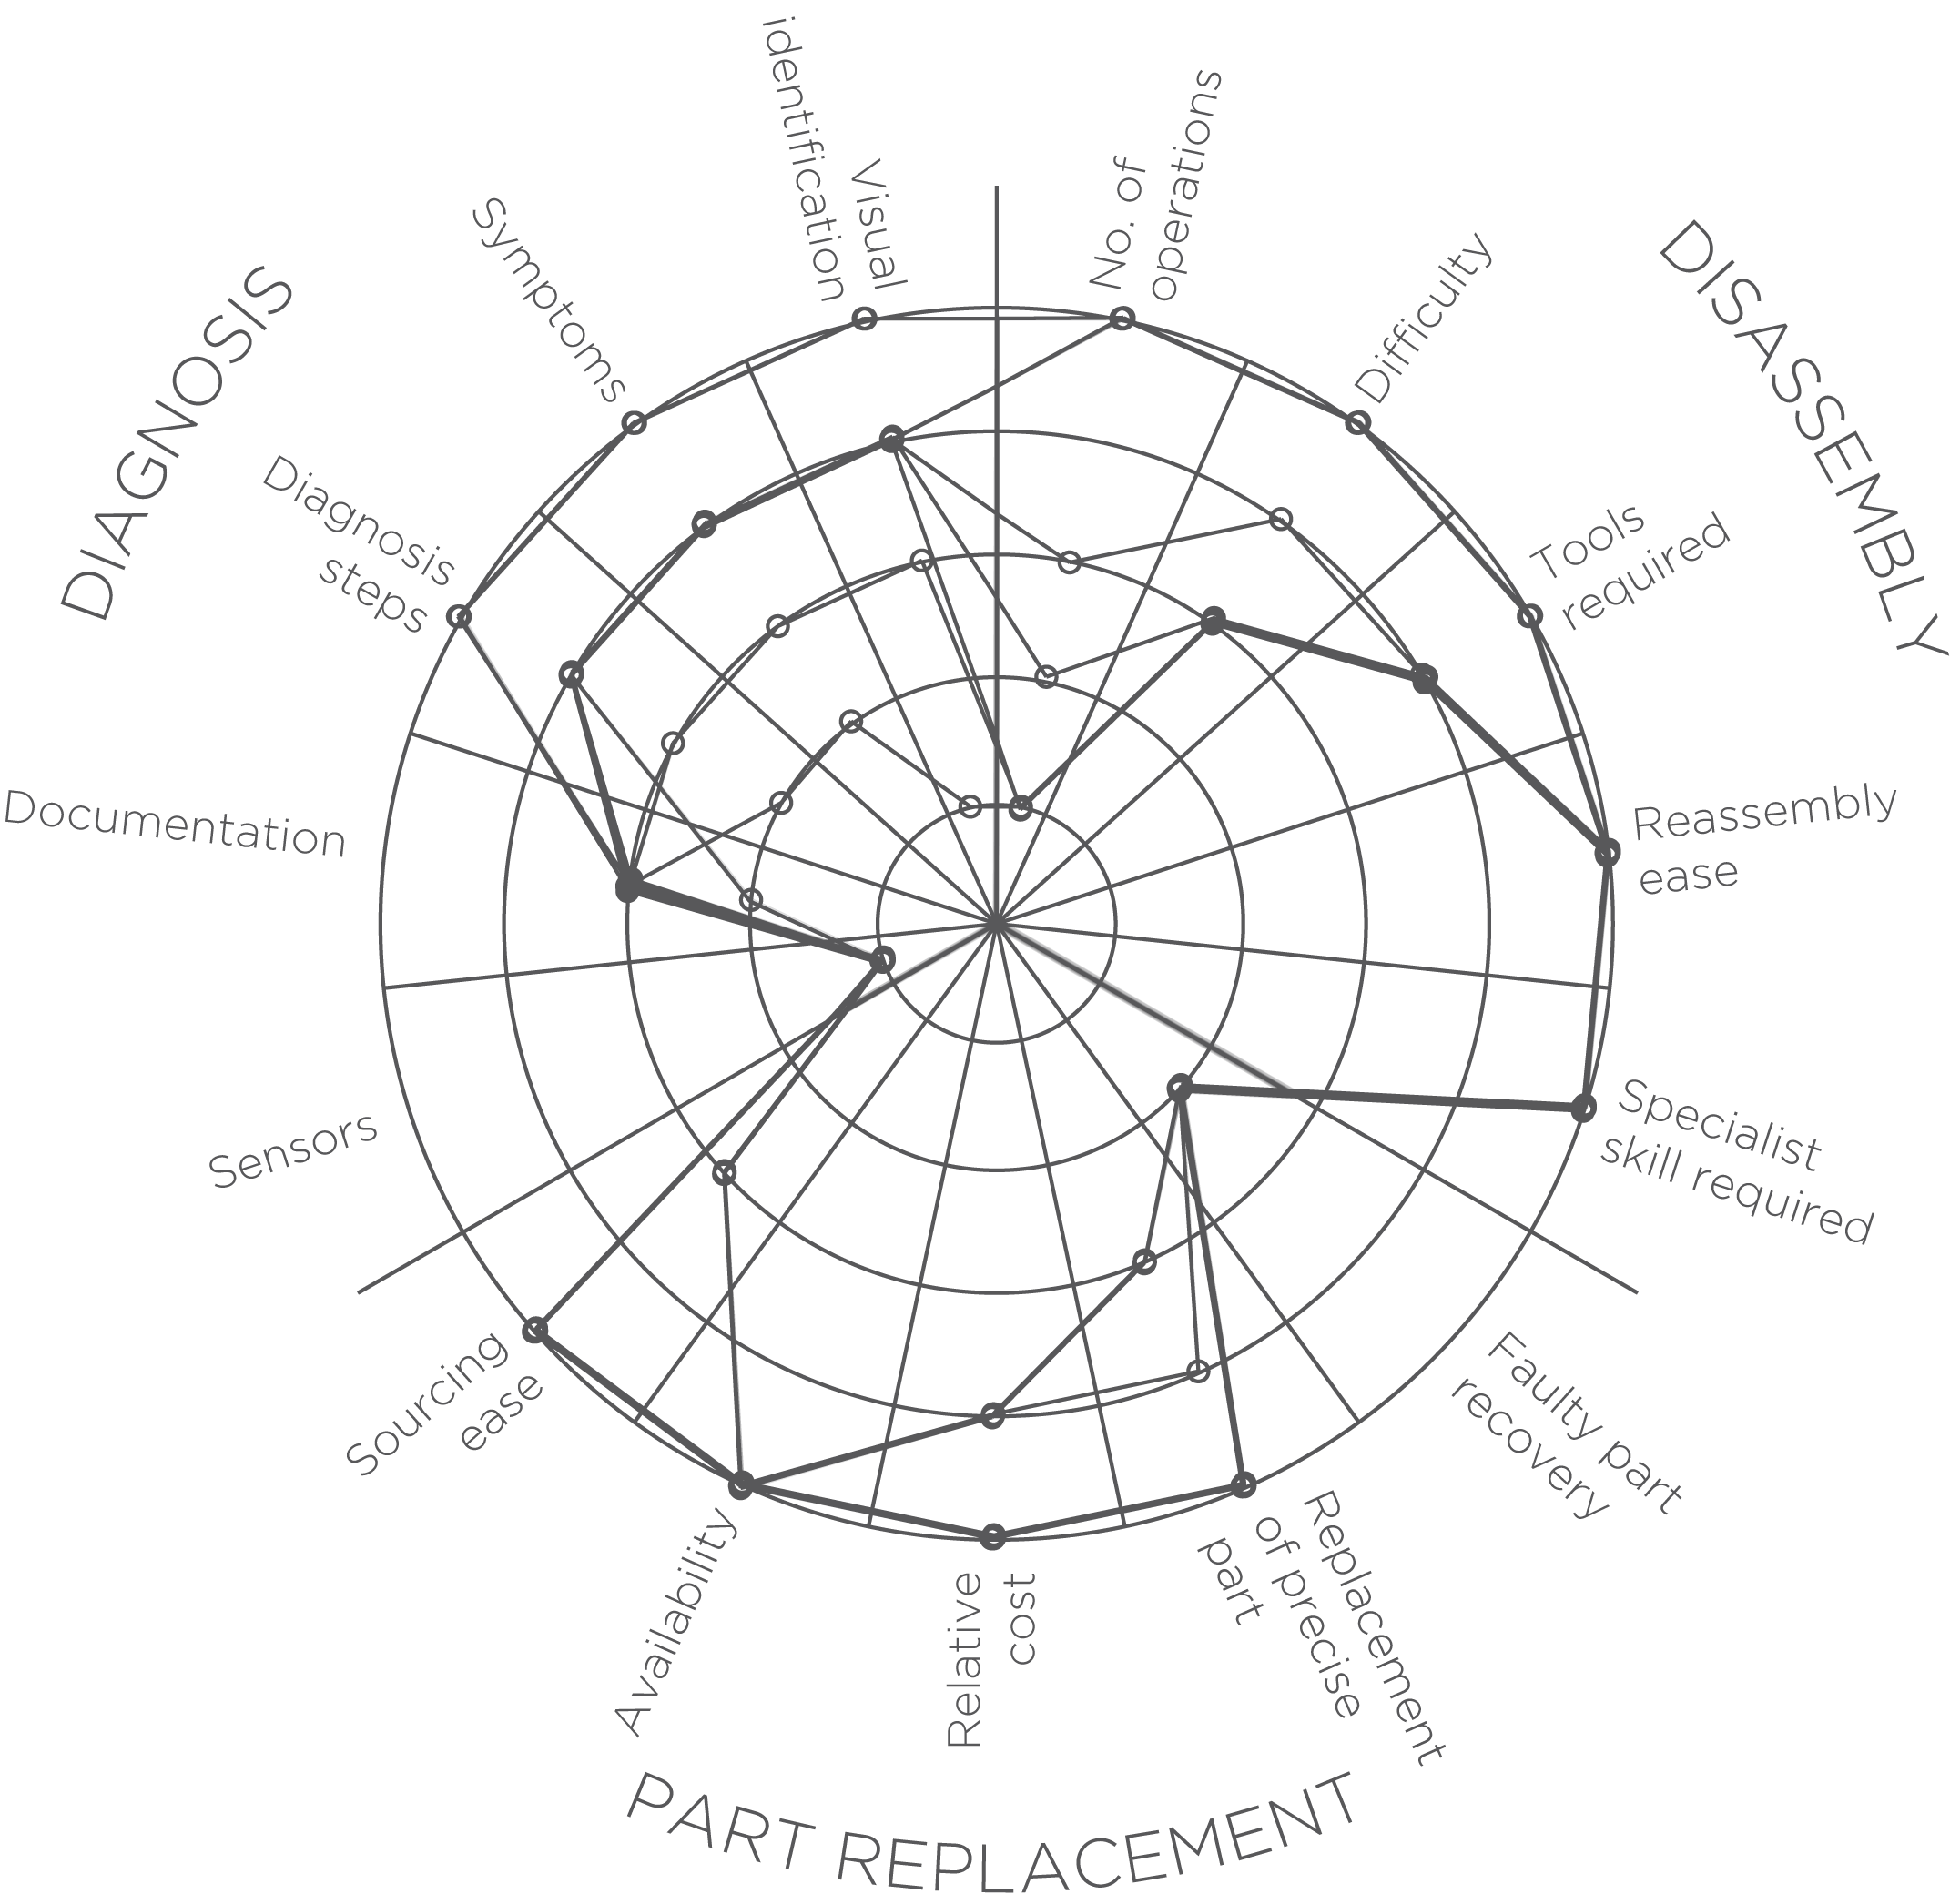 DIAGNOSIS
Visual
identification
Symptoms
Diagnosis
steps
Documentation
Sensors
DISASSEMBLY
No. of
operations
Difficulty
Tools
required
Reassembly
ease
Specialist
skill required
PART REPLACEMENT
Faulty part
recovery
Replacement
of precise
part
Relative
cost
Availability
Sourcing
ease